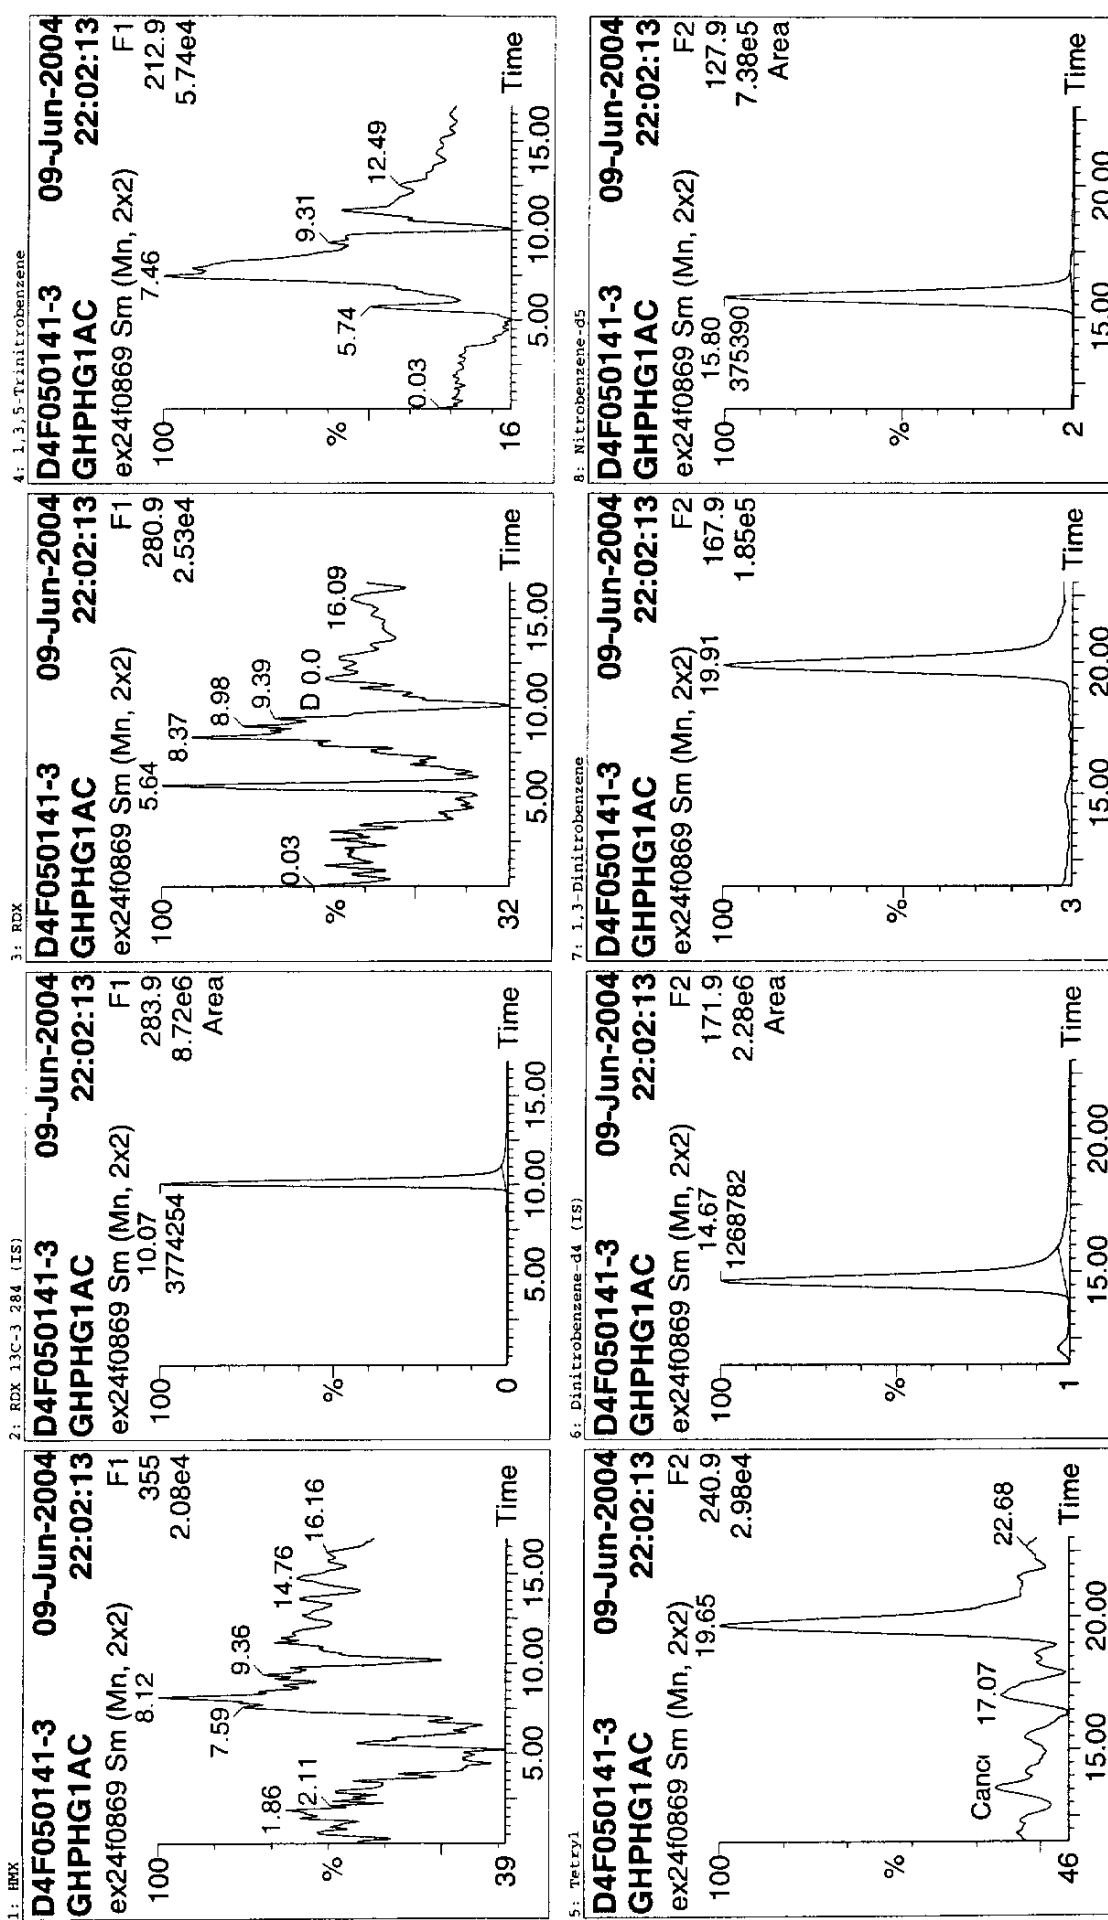 1: HMX
D4F050141-3 09-Jun-2004
GHPHG1AC 22:02:13
ex24f0869 Sm (Mn, 2x2) F1
8.12 355
2.08e4
100
%
39
1.86
2.11
7.59
9.36
14.76
16.16
5.00 10.00 15.00 Time
2: RDX 13C-3 284 (IS)
D4F050141-3 09-Jun-2004
GHPHG1AC 22:02:13
ex24f0869 Sm (Mn, 2x2) F1
10.07 283.9
3774254 8.72e6
Area
100
%
0
5.00 10.00 15.00 Time
3: RDX
D4F050141-3 09-Jun-2004
GHPHG1AC 22:02:13
ex24f0869 Sm (Mn, 2x2) F1
5.64 280.9
2.53e4
100
%
32
0.03
8.37
8.98
9.39
D 0.0
16.09
5.00 10.00 15.00 Time
4: 1,3,5-Trinitrobenzene
D4F050141-3 09-Jun-2004
GHPHG1AC 22:02:13
ex24f0869 Sm (Mn, 2x2) F1
7.46 212.9
5.74e4
100
%
16
0.03
5.74
9.31
12.49
5.00 10.00 15.00 Time
5: Tetryl
D4F050141-3 09-Jun-2004
GHPHG1AC 22:02:13
ex24f0869 Sm (Mn, 2x2) F2
19.65 240.9
2.98e4
100
%
46
17.07
22.68
15.00 20.00 Time
6: Dinitrobenzene-d4 (IS)
D4F050141-3 09-Jun-2004
GHPHG1AC 22:02:13
ex24f0869 Sm (Mn, 2x2) F2
14.67 171.9
1268782 2.28e6
Area
100
%
1
15.00 20.00 Time
7: 1,3-Dinitrobenzene
D4F050141-3 09-Jun-2004
GHPHG1AC 22:02:13
ex24f0869 Sm (Mn, 2x2) F2
19.91 167.9
1.85e5
100
%
3
15.00 20.00 Time
8: Nitrobenzene-d5
D4F050141-3 09-Jun-2004
GHPHG1AC 22:02:13
ex24f0869 Sm (Mn, 2x2) F2
15.80 127.9
375390 7.38e5
Area
100
%
2
15.00 20.00 Time